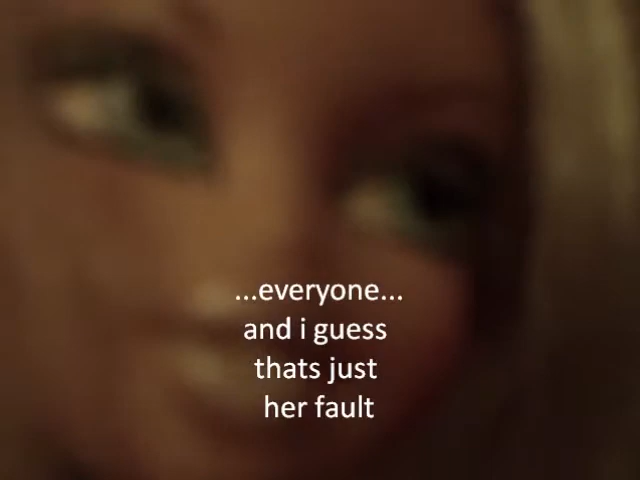 ...everyone...
and i guess
thats just
her fault